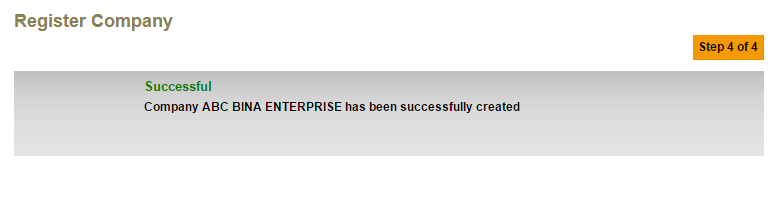 Register Company
Step 4 of 4
Successful
Company ABC BINA ENTERPRISE has been successfully created